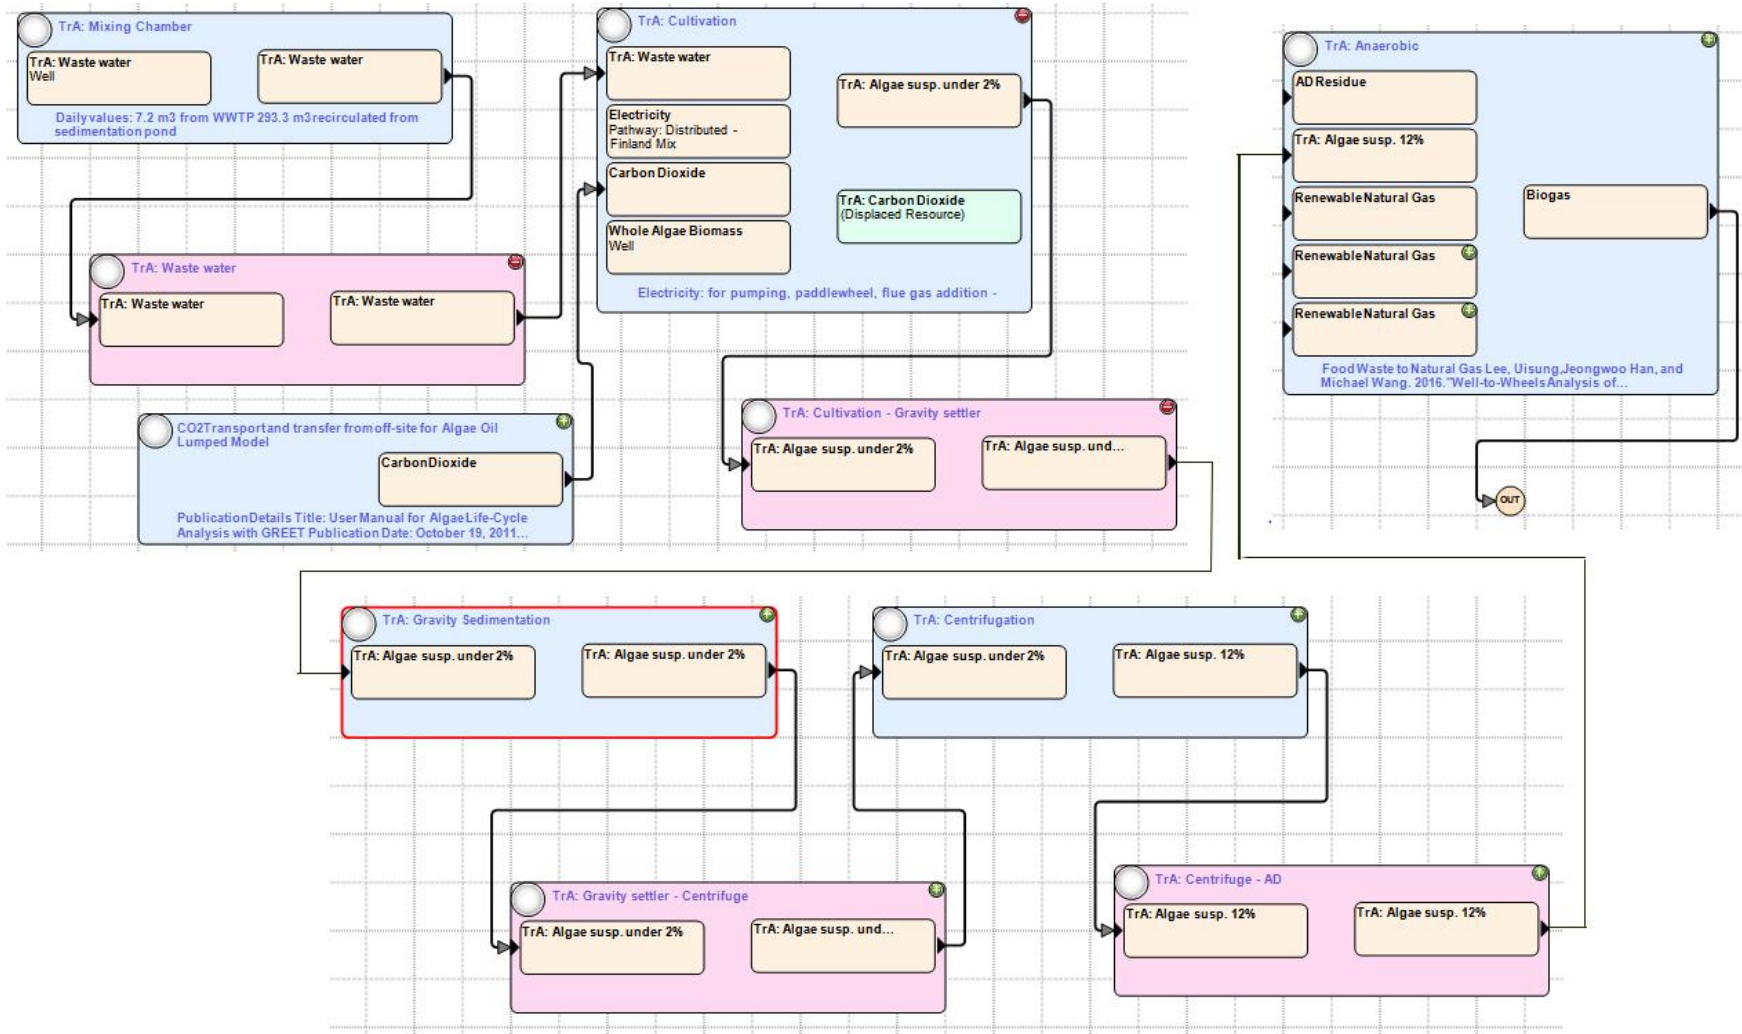 TrA: Mixing Chamber
TrA: Waste water
Well
TrA: Waste water
Daily values: 7.2 m3 from WWTP 293.3 m3 recirculated from
sedimentation pond
TrA: Waste water
TrA: Waste water
TrA: Waste water
CO2 Transport and transfer from off-site for Algae Oil
Lumped Model
Carbon Dioxide
Publication Details Title: User Manual for Algae Life-Cycle
Analysis with GREET Publication Date: October 19, 2011...
TrA: Cultivation
TrA: Waste water
Electricity
Pathway: Distributed -
Finland Mix
Carbon Dioxide
Whole Algae Biomass
Well
TrA: Algae susp. under 2%
TrA: Carbon Dioxide
(Displaced Resource)
Electricity: for pumping, paddlewheel, flue gas addition -
TrA: Cultivation - Gravity settler
TrA: Algae susp. under 2%
TrA: Algae susp. und...
TrA: Anaerobic
AD Residue
TrA: Algae susp. 12%
Renewable Natural Gas
Renewable Natural Gas
Renewable Natural Gas
Biogas
Food Waste to Natural Gas Lee, Uisung, Jeongwoo Han, and
Michael Wang. 2016."Well-to-Wheels Analysis of...
OUT
TrA: Gravity Sedimentation
TrA: Algae susp. under 2%
TrA: Algae susp. under 2%
TrA: Centrifugation
TrA: Algae susp. under 2%
TrA: Algae susp. 12%
TrA: Gravity settler - Centrifuge
TrA: Algae susp. under 2%
TrA: Algae susp. und...
TrA: Centrifuge - AD
TrA: Algae susp. 12%
TrA: Algae susp. 12%